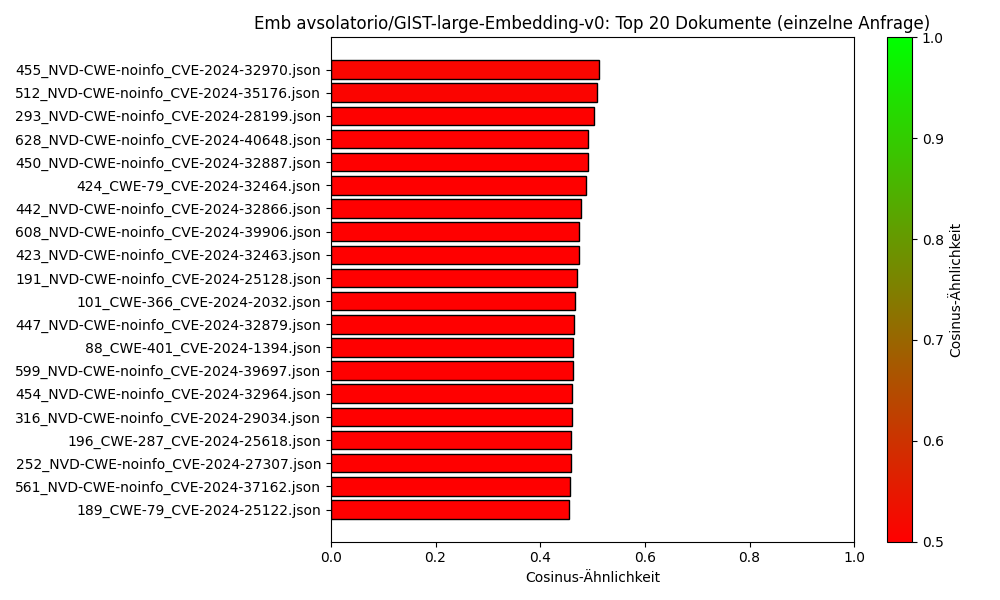 Emb avsolatorio/GIST-large-Embedding-v0: Top 20 Dokumente (einzelne Anfrage)
455_NVD-CWE-noinfo_CVE-2024-32970.json
512_NVD-CWE-noinfo_CVE-2024-35176.json
293_NVD-CWE-noinfo_CVE-2024-28199.json
628_NVD-CWE-noinfo_CVE-2024-40648.json
450_NVD-CWE-noinfo_CVE-2024-32887.json
424_CWE-79_CVE-2024-32464.json
442_NVD-CWE-noinfo_CVE-2024-32866.json
608_NVD-CWE-noinfo_CVE-2024-39906.json
423_NVD-CWE-noinfo_CVE-2024-32463.json
191_NVD-CWE-noinfo_CVE-2024-25128.json
101_CWE-366_CVE-2024-2032.json
447_NVD-CWE-noinfo_CVE-2024-32879.json
88_CWE-401_CVE-2024-1394.json
599_NVD-CWE-noinfo_CVE-2024-39697.json
454_NVD-CWE-noinfo_CVE-2024-32964.json
316_NVD-CWE-noinfo_CVE-2024-29034.json
196_CWE-287_CVE-2024-25618.json
252_NVD-CWE-noinfo_CVE-2024-27307.json
561_NVD-CWE-noinfo_CVE-2024-37162.json
189_CWE-79_CVE-2024-25122.json
0.0 0.2 0.4 0.6 0.8 1.0
Cosinus-Ähnlichkeit
1.0
0.9
0.8
0.7
0.6
0.5
Cosinus-Ähnlichkeit